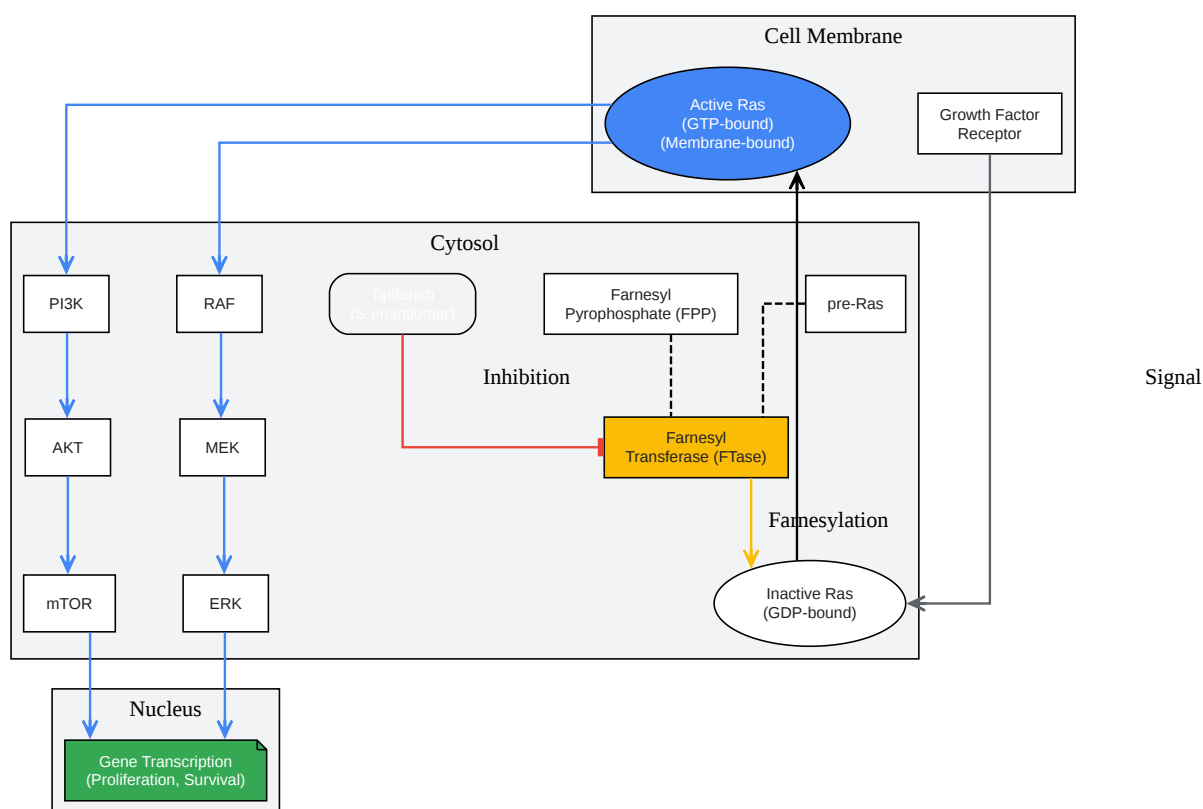 Cell Membrane
Active Ras
(GTP-bound)
(Membrane-bound)
Growth Factor
Receptor
Cytosol
PI3K
RAF
Tipifarnib
(S-enantiomer)
Farnesyl
Pyrophosphate (FPP)
pre-Ras
Inhibition
Signal
AKT
MEK
Farnesyl
Transferase (FTase)
Farnesylation
mTOR
ERK
Inactive Ras
(GDP-bound)
Nucleus
Gene Transcription
(Proliferation, Survival)